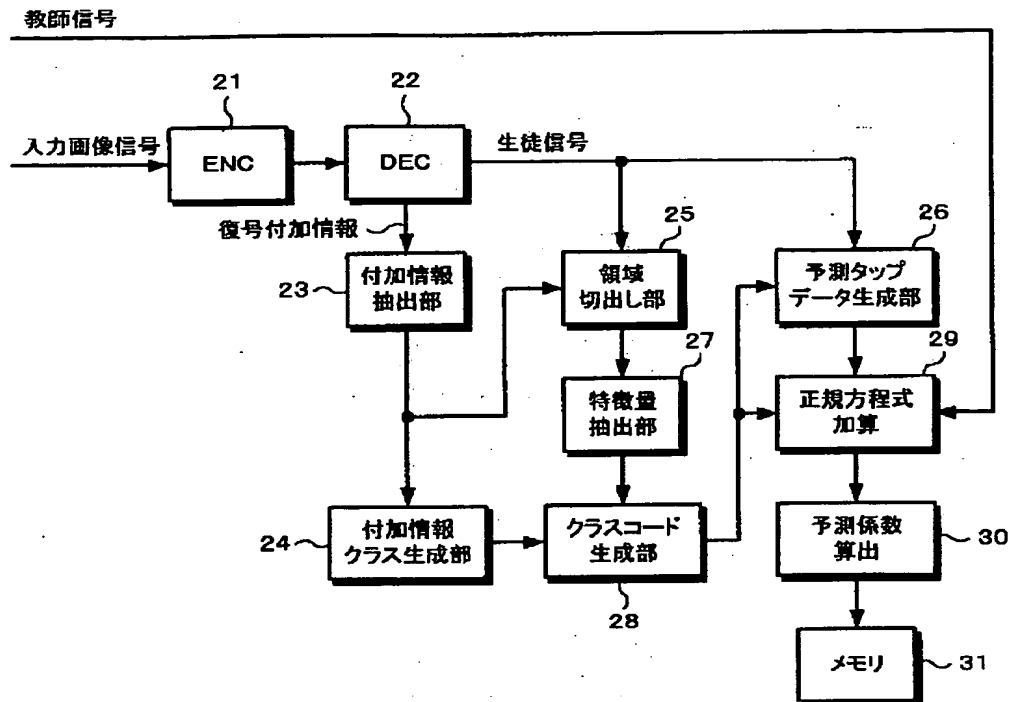 教師信号
21
22
入力画像信号
ENC
DEC
生徒信号
復号付加情報
23
付加情報
抽出部
25
領域
切出し部
26
予測タップ
データ生成部
27
特徴量
抽出部
29
正規方程式
加算
24
付加情報
クラス生成部
クラスコード
生成部
28
予測係数
算出
30
メモリ
31